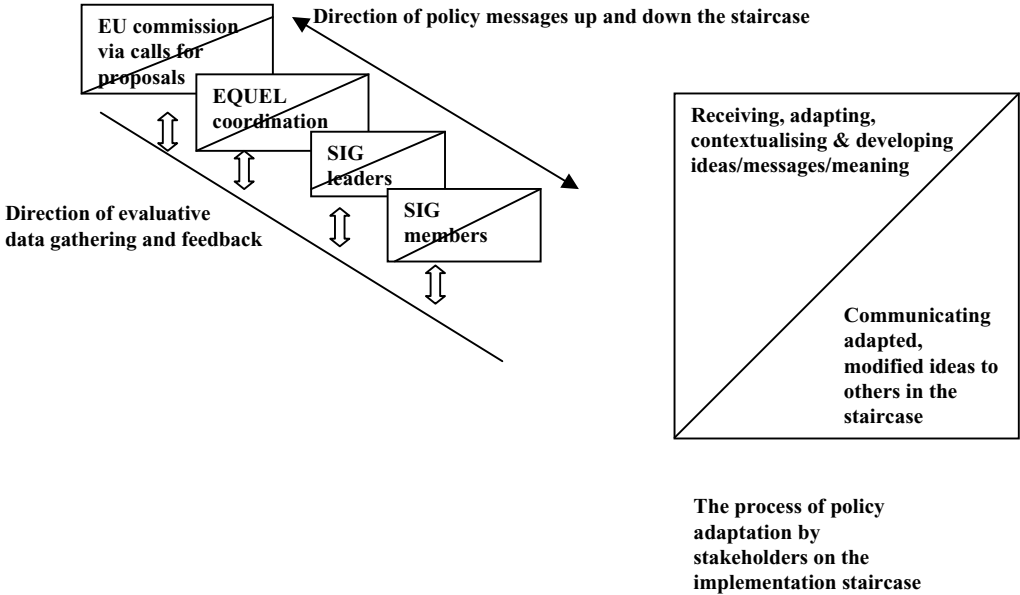 Direction of policy messages up and down the staircase
EU commission
via calls for
proposals
EQUEL
coordination
SIG
leaders
SIG
members
Direction of evaluative
data gathering and feedback
Receiving, adapting,
contextualising & developing
ideas/messages/meaning
Communicating
adapted,
modified ideas to
others in the
staircase
The process of policy
adaptation by
stakeholders on the
implementation staircase